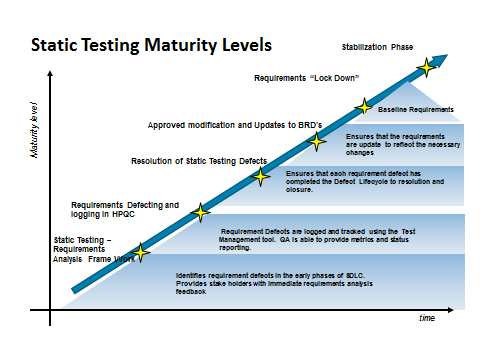 Static Testing Maturity Levels
Stabilization Phase
Requirements “Lock Down”
Baseline Requirements
Maturity level
Approved modification and Updates to BRD's
Ensures that the requirements
are update to reflect the necessary
changes
Resolution of Static Testing Defects
Ensures that each requirement defect has
completed the Defect Lifecycle to resolution and
closure.
Requirements Defecting and
logging in HPQC
Requirement Defects are logged and tracked using the Test
Management tool. QA is able to provide metrics and status
reporting.
Static Testing –
Requirements
Analysis Frame Work
Identifies requirement defects in the early phases of SDLC.
Provides stake holders with immediate requirements analysis
feedback
time